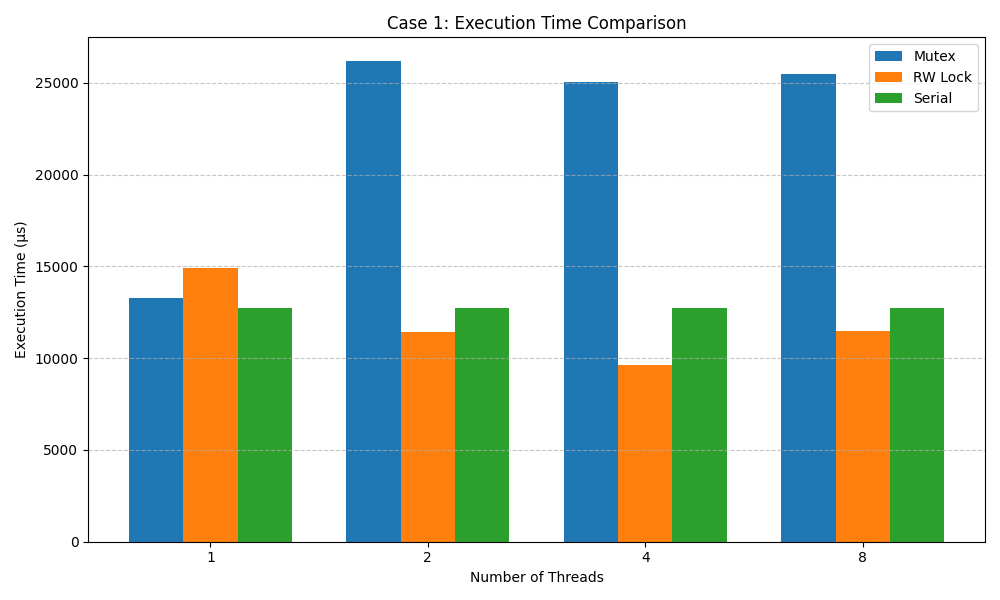 Case 1: Execution Time Comparison
Mutex
RW Lock
Serial
Execution Time (µs)
25000
20000
15000
10000
5000
0
1
2
4
8
Number of Threads